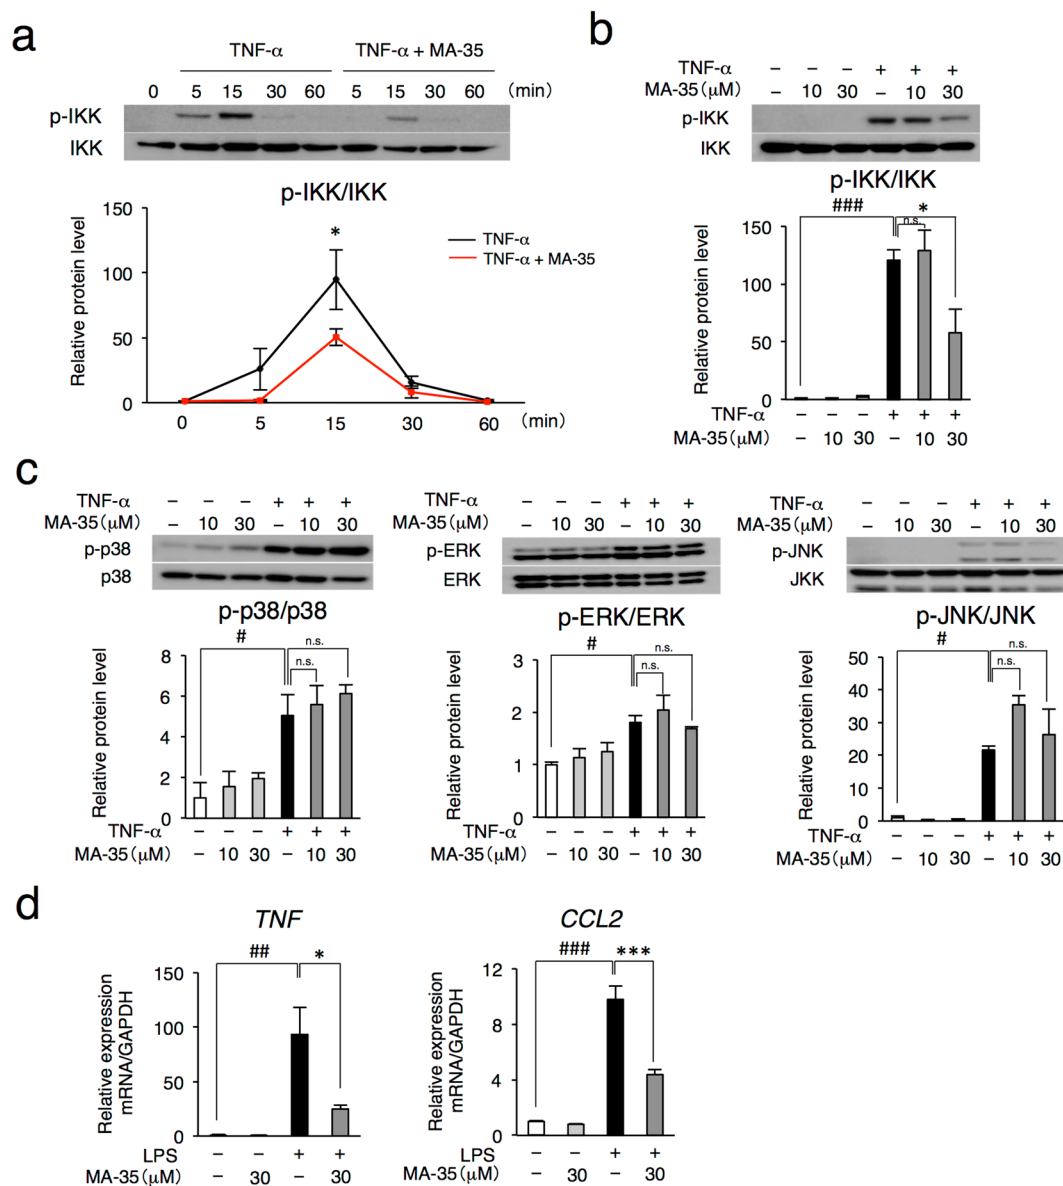 a
TNF-α TNF-α + MA-35
0 5 15 30 60 5 15 30 60 (min)
p-IKK
IKK
p-IKK/IKK
Relative protein level
150
100
50
0
*
TNF-α
TNF-α + MA-35
0 5 15 30 60 (min)
b
TNF-α − − − + + +
MA-35(μM) − 10 30 − 10 30
p-IKK
IKK
p-IKK/IKK
### *
n.s.
Relative protein level
150
100
50
0
TNF-α − − − + + +
MA-35(μM) − 10 30 − 10 30
c
TNF-α − − − + + +
MA-35(μM) − 10 30 − 10 30
p-p38
p38
p-p38/p38
# n.s.
n.s.
Relative protein level
8
6
4
2
0
TNF-α − − − + + +
MA-35(μM) − 10 30 − 10 30
TNF-α − − − + + +
MA-35(μM) − 10 30 − 10 30
p-ERK
ERK
p-ERK/ERK
# n.s.
n.s.
Relative protein level
3
2
1
0
TNF-α − − − + + +
MA-35(μM) − 10 30 − 10 30
TNF-α − − − + + +
MA-35(μM) − 10 30 − 10 30
p-JNK
JKK
p-JNK/JNK
# n.s.
n.s.
Relative protein level
50
40
30
20
10
0
TNF-α − − − + + +
MA-35(μM) − 10 30 − 10 30
d
TNF
## *
Relative expression
mRNA/GAPDH
150
100
50
0
LPS − − + +
MA-35(μM) − 30 − 30
CCL2
### ***
Relative expression
mRNA/GAPDH
12
8
4
0
LPS − − + +
MA-35(μM) − 30 − 30